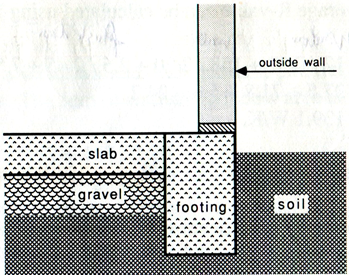 outside wall
slab
gravel
footing
soil